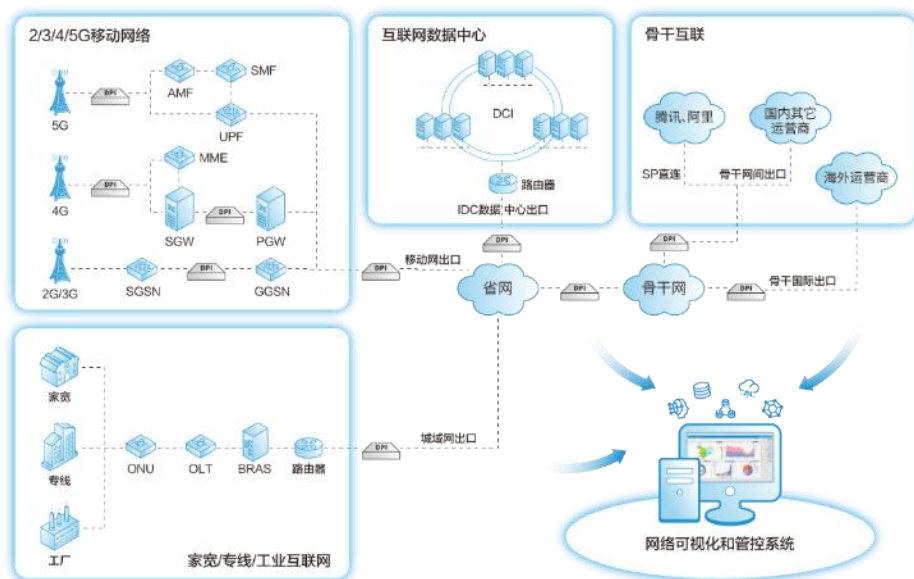 2/3/4/5G移动网络
5G
DPI
AMF
SMF
UPF
4G
DPI
MME
SGW
DPI
PGW
2G/3G
SGSN
DPI
GGSN
互联网数据中心
DCI
路由器
IDC数据中心出口
DPI
骨干互联
腾讯、阿里
国内其它
运营商
SP直连
骨干网间出口
海外运营商
DPI
移动网出口
DPI
省网
DPI
骨干网
DPI
骨干国际出口
家宽
专线
工厂
ONU
OLT
BRAS
路由器
DPI
城域网出口
家宽/专线/工业互联网
网络可视化和管控系统